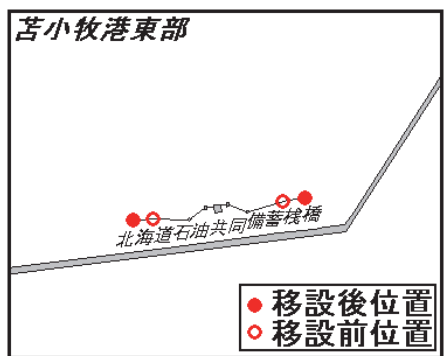 苫小牧港東部
北海道石油共同備蓄桟橋
移設後位置
移設前位置